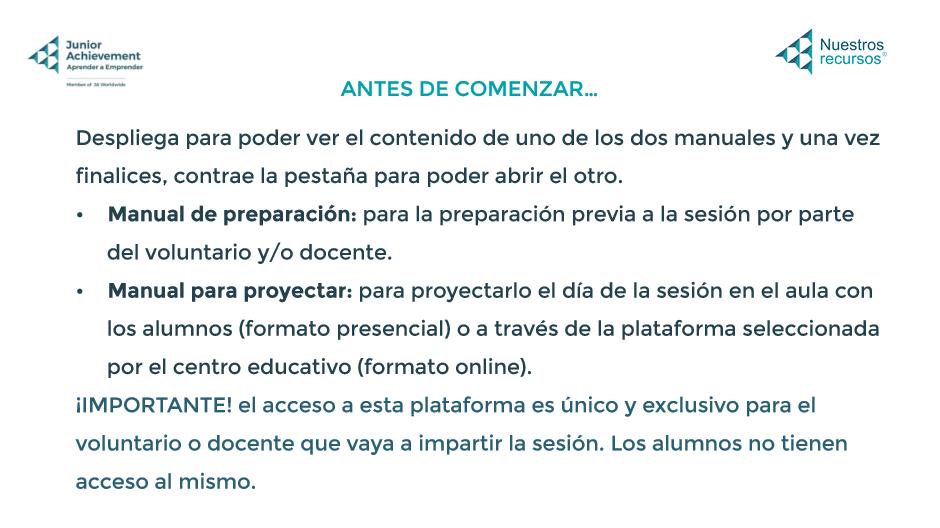 Junior
Achievement
Aprender a Emprender
Member of JA Worldwide
Nuestros
recursos®
ANTES DE COMENZAR...
Despliega para poder ver el contenido de uno de los dos manuales y una vez
finalices, contrae la pestaña para poder abrir el otro.
• Manual de preparación: para la preparación previa a la sesión por parte
del voluntario y/o docente.
• Manual para proyectar: para proyectarlo el día de la sesión en el aula con
los alumnos (formato presencial) o a través de la plataforma seleccionada
por el centro educativo (formato online).
¡IMPORTANTE! el acceso a esta plataforma es único y exclusivo para el
voluntario o docente que vaya a impartir la sesión. Los alumnos no tienen
acceso al mismo.